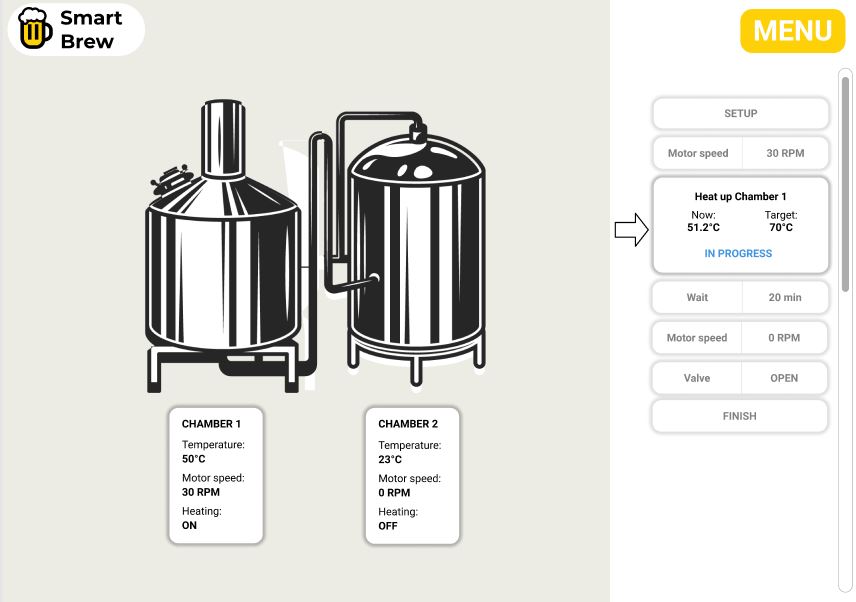 Smart
Brew
MENU
SETUP
Motor speed 30 RPM
Heat up Chamber 1
Now: Target:
51.2°C 70°C
IN PROGRESS
Wait 20 min
Motor speed 0 RPM
Valve OPEN
FINISH
CHAMBER 1
Temperature:
50°C
Motor speed:
30 RPM
Heating:
ON
CHAMBER 2
Temperature:
23°C
Motor speed:
0 RPM
Heating:
OFF